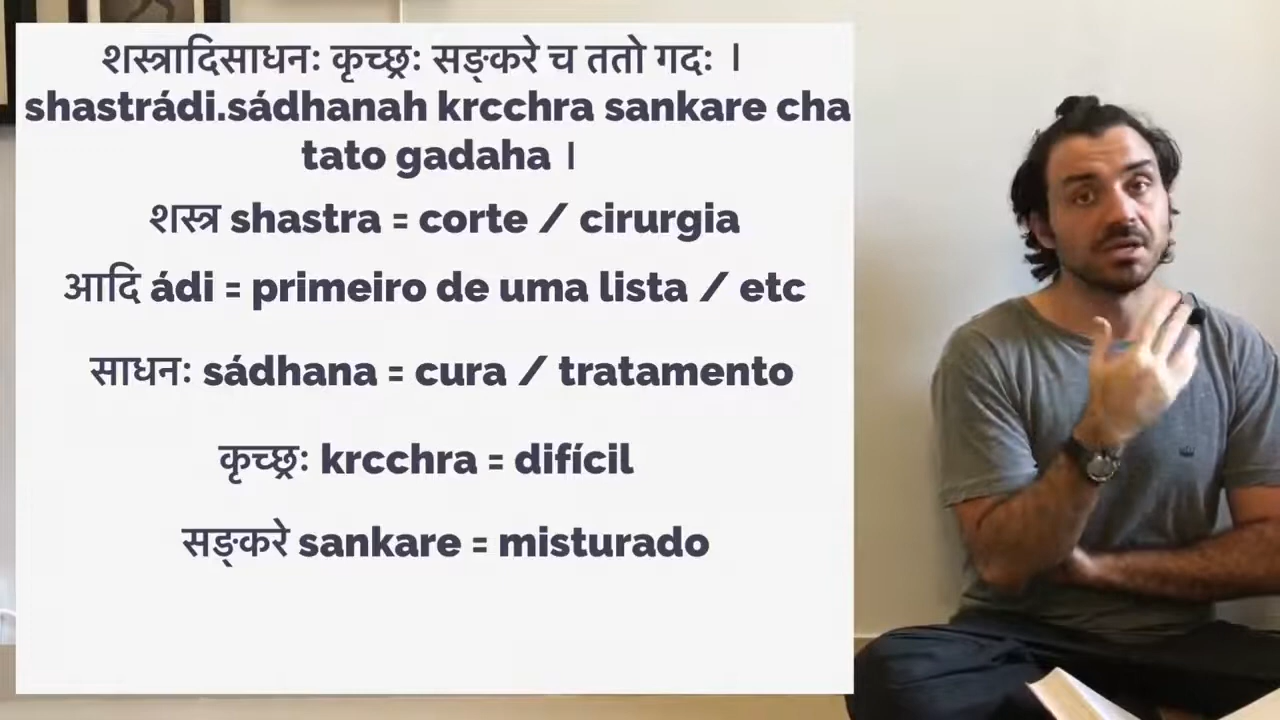 शस्त्रादिसाधनः कृच्छ्रः सङ्करे च ततो गदः ।
shastrádi.sádhanah krcchra sankare cha
tato gadaha ।
शस्त्र shastra = corte / cirurgia
आदि ádi = primeiro de uma lista / etc
साधनः sádhana = cura / tratamento
कृच्छ्रः krcchra = difícil
सङ्करे sankare = misturado